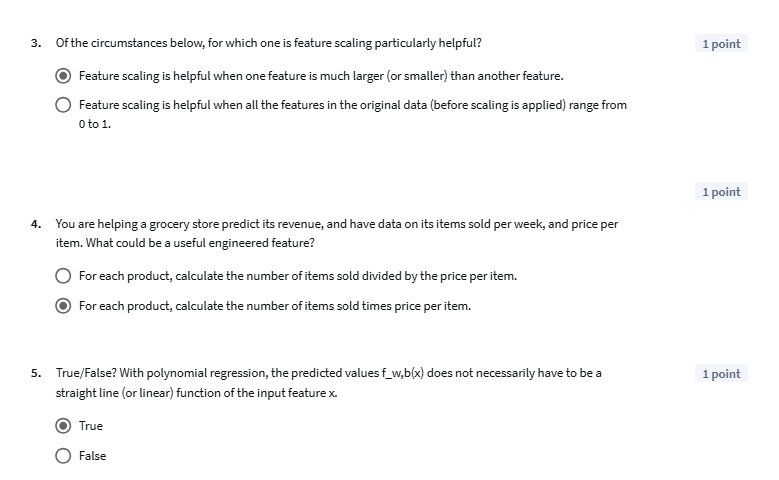 3. Of the circumstances below, for which one is feature scaling particularly helpful? 1 point
Feature scaling is helpful when one feature is much larger (or smaller) than another feature.
Feature scaling is helpful when all the features in the original data (before scaling is applied) range from
0 to 1.
1 point
4. You are helping a grocery store predict its revenue, and have data on its items sold per week, and price per
item. What could be a useful engineered feature?
For each product, calculate the number of items sold divided by the price per item.
For each product, calculate the number of items sold times price per item.
5. True/False? With polynomial regression, the predicted values f_w,b(x) does not necessarily have to be a 1 point
straight line (or linear) function of the input feature x.
True
False